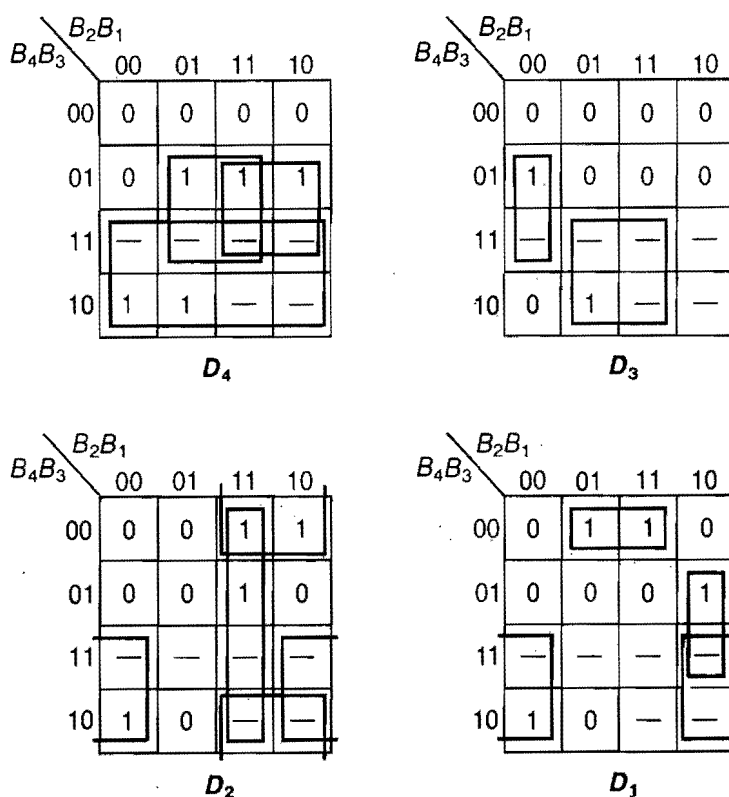 B₂B₁
B₄B₃
00 01 11 10
00 0 0 0 0
01 0 1 1 1
11 — — — —
10 1 1 — —
D₄
B₂B₁
B₄B₃
00 01 11 10
00 0 0 0 0
01 1 0 0 0
11 — — — —
10 0 1 — —
D₃
B₂B₁
B₄B₃
00 01 11 10
00 0 0 1 1
01 0 0 1 0
11 — — — —
10 1 0 — —
D₂
B₂B₁
B₄B₃
00 01 11 10
00 0 1 1 0
01 0 0 0 1
11 — — — —
10 1 0 — —
D₁